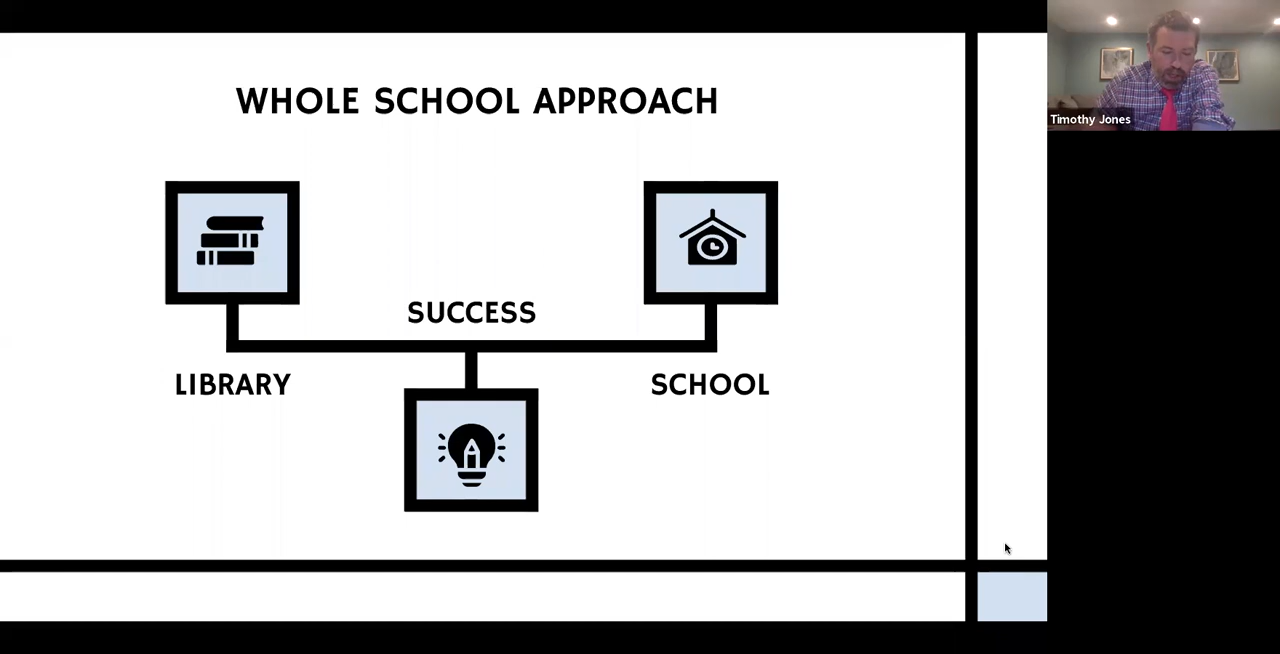 WHOLE SCHOOL APPROACH
Timothy Jones
SUCCESS
LIBRARY
SCHOOL